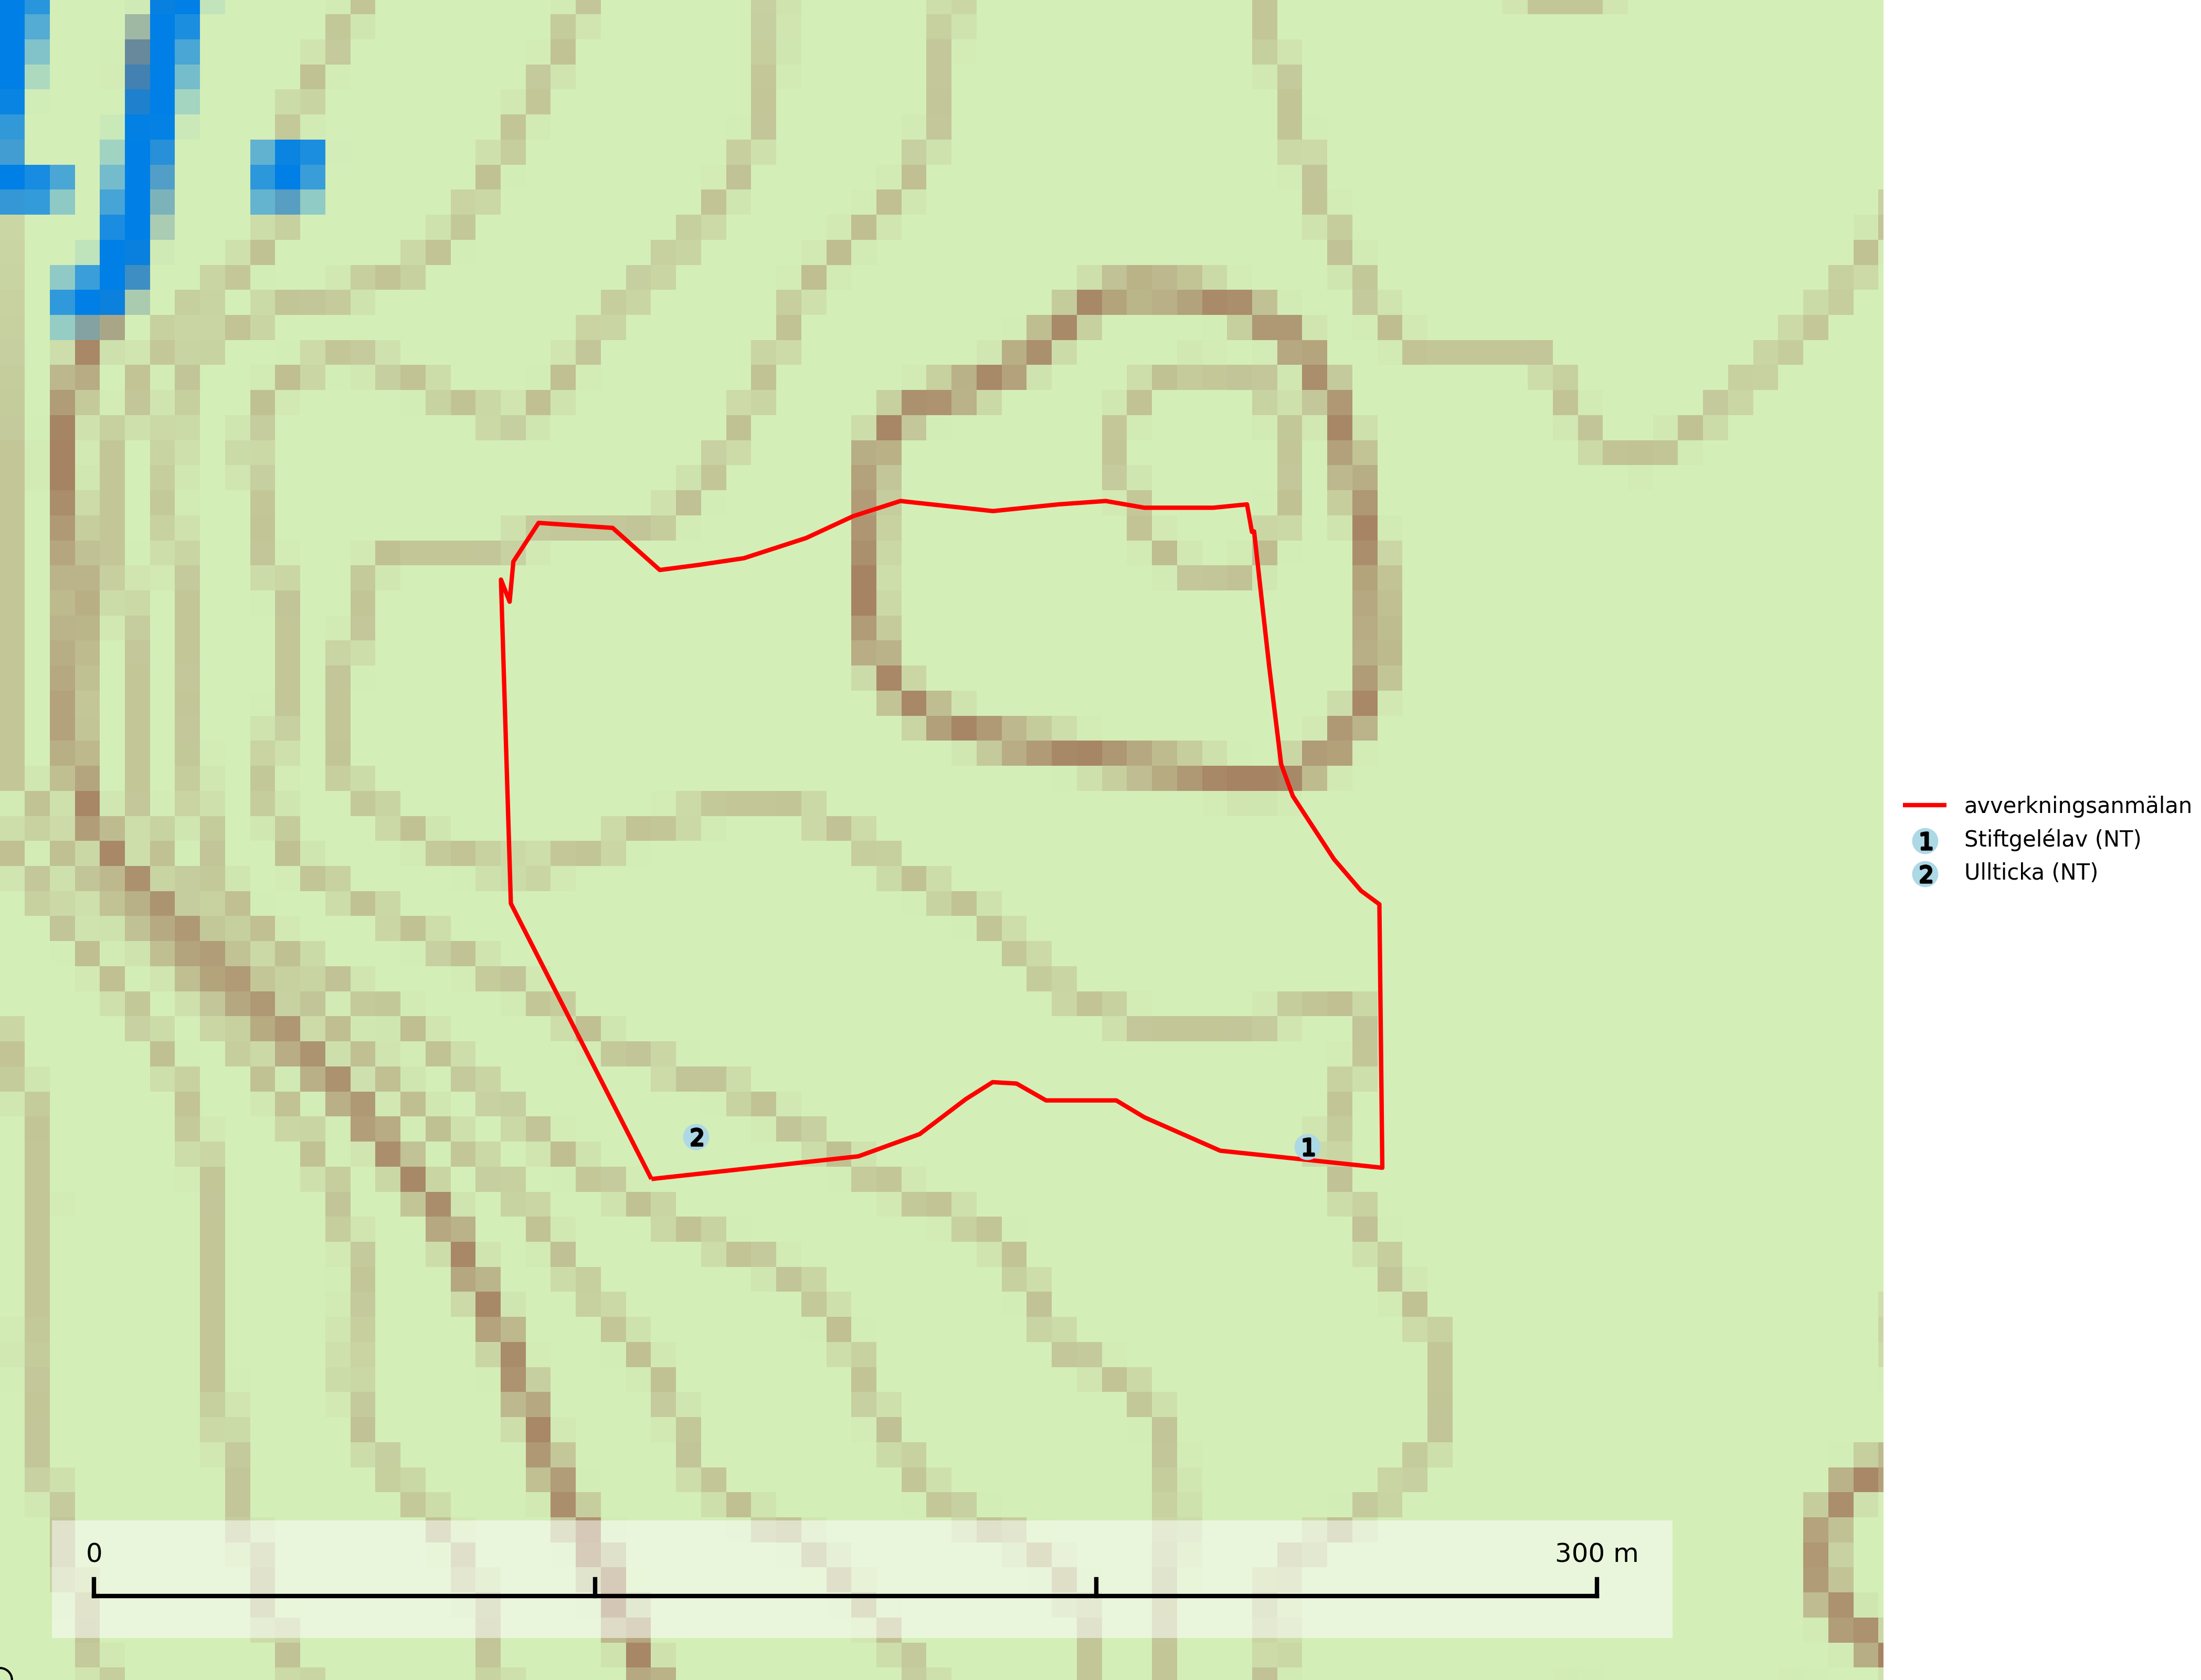 avverkningsanmälan
1 Stiftgelélav (NT)
2 Ullticka (NT)
2
1
0 300 m